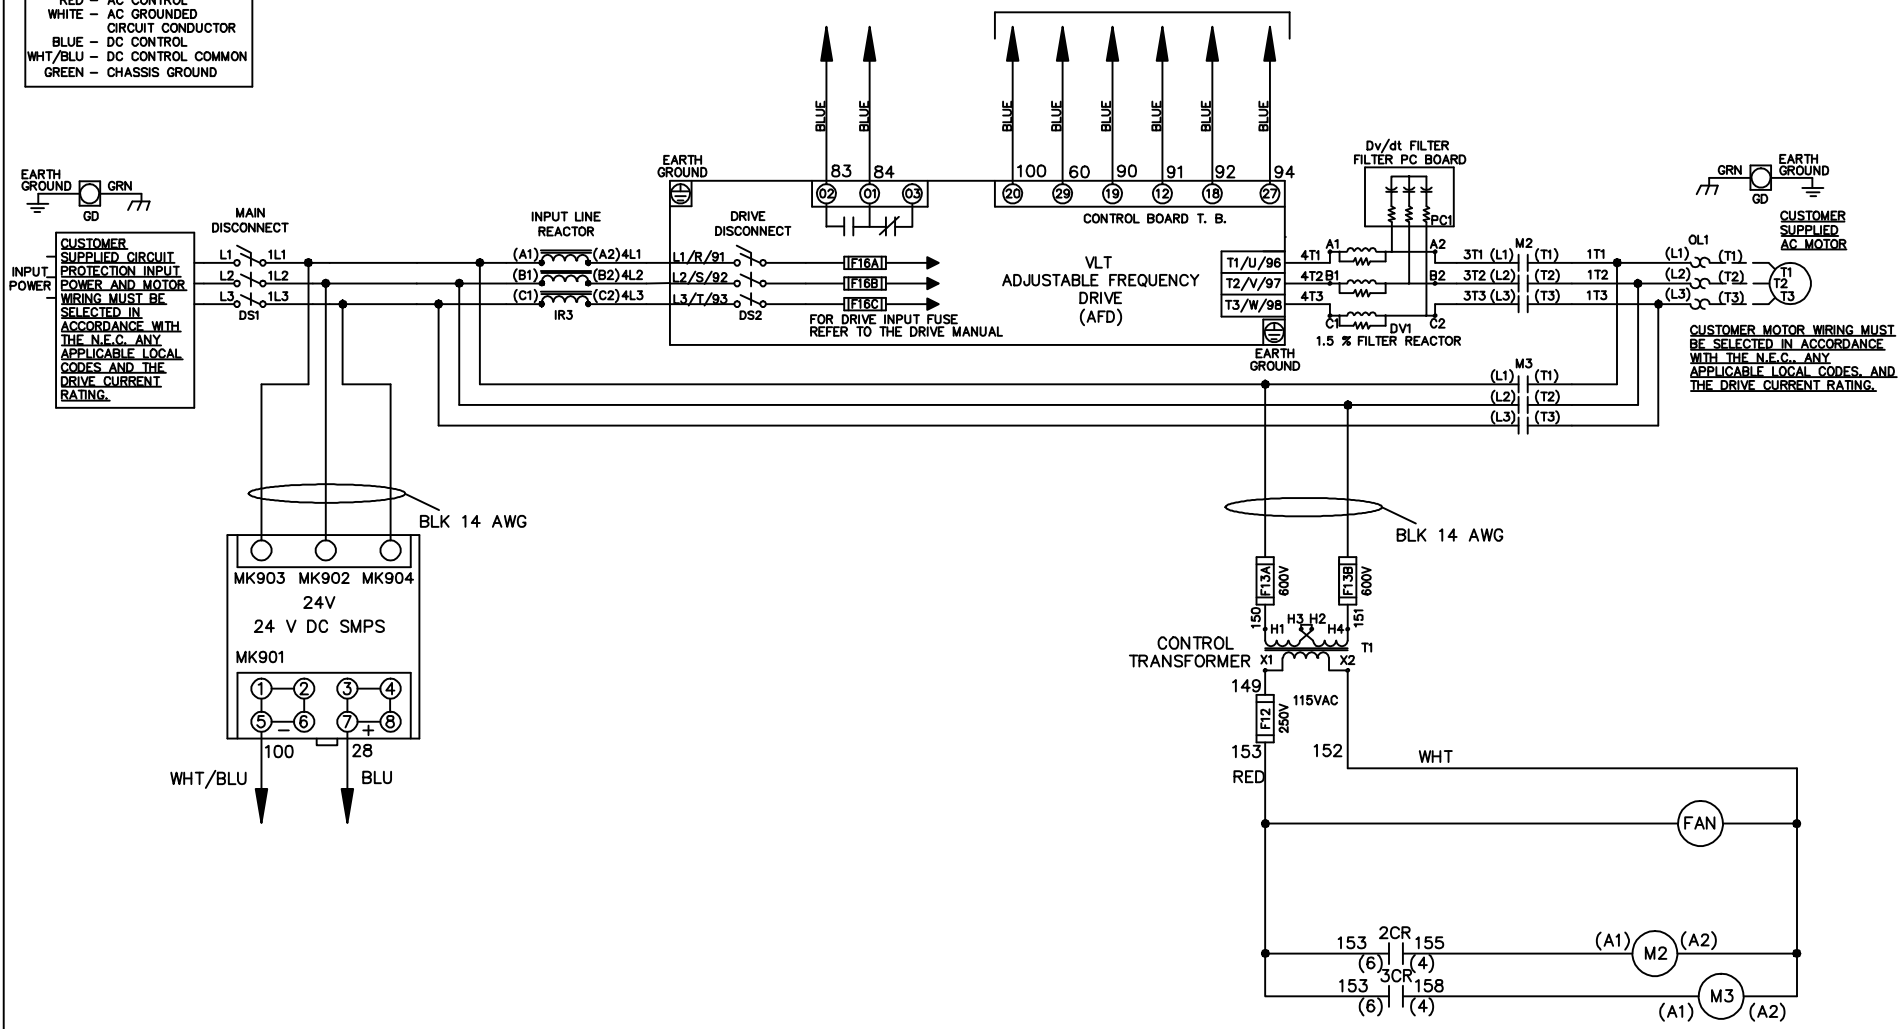 RED – AC CONTROL
WHITE – AC GROUNDED
CIRCUIT CONDUCTOR
BLUE – DC CONTROL
WHT/BLU – DC CONTROL COMMON
GREEN – CHASSIS GROUND
BLUE
BLUE
BLUE
BLUE
BLUE
BLUE
BLUE
BLUE
EARTH
GROUND
GRN
GD
CUSTOMER
SUPPLIED CIRCUIT
PROTECTION INPUT
POWER AND MOTOR
WIRING MUST BE
SELECTED IN
ACCORDANCE WITH
THE N.E.C. ANY
APPLICABLE LOCAL
CODES AND THE
DRIVE CURRENT
RATING.
INPUT
POWER
MAIN
DISCONNECT
L1 1L1
L2 1L2
L3 1L3
DS1
INPUT LINE
REACTOR
(A1) (A2) 4L1
(B1) (B2) 4L2
(C1) (C2) 4L3
IR3
EARTH
GROUND
L1/R/91
L2/S/92
L3/T/93
DRIVE
DISCONNECT
DS2
83 84
02 01 03
F16A
F16B
F16C
FOR DRIVE INPUT FUSE
REFER TO THE DRIVE MANUAL
100 60 90 91 92 94
20 29 19 12 18 27
CONTROL BOARD T. B.
VLT
ADJUSTABLE FREQUENCY
DRIVE
(AFD)
T1/U/96
T2/V/97
T3/W/98
EARTH
GROUND
4T1
4T2
4T3
Dv/dt FILTER
FILTER PC BOARD
PC1
A1 A2
B1 B2
C1 C2
DV1
1.5 % FILTER REACTOR
M2
3T1 (L1) (T1) 1T1
3T2 (L2) (T2) 1T2
3T3 (L3) (T3) 1T3
OL1
(L1) (T1)
(L2) (T2)
(L3) (T3)
T1
T2
T3
GRN
GD
EARTH
GROUND
CUSTOMER
SUPPLIED
AC MOTOR
CUSTOMER MOTOR WIRING MUST
BE SELECTED IN ACCORDANCE
WITH THE N.E.C., ANY
APPLICABLE LOCAL CODES, AND
THE DRIVE CURRENT RATING.
M3
(L1) (T1)
(L2) (T2)
(L3) (T3)
BLK 14 AWG
MK903 MK902 MK904
24V
24 V DC SMPS
MK901
1 2 3 4
5 6 7 8
– +
100 28
WHT/BLU BLU
BLK 14 AWG
F13A
600V
F13B
600V
150
151
H1 H3 H2 H4
T1
CONTROL
TRANSFORMER
X1 X2
149
115VAC
F12
250V
153 152
RED
WHT
FAN
2CR
153 155
(6) (4)
(A1) M2 (A2)
3CR
153 158
(6) (4)
(A1) M3 (A2)